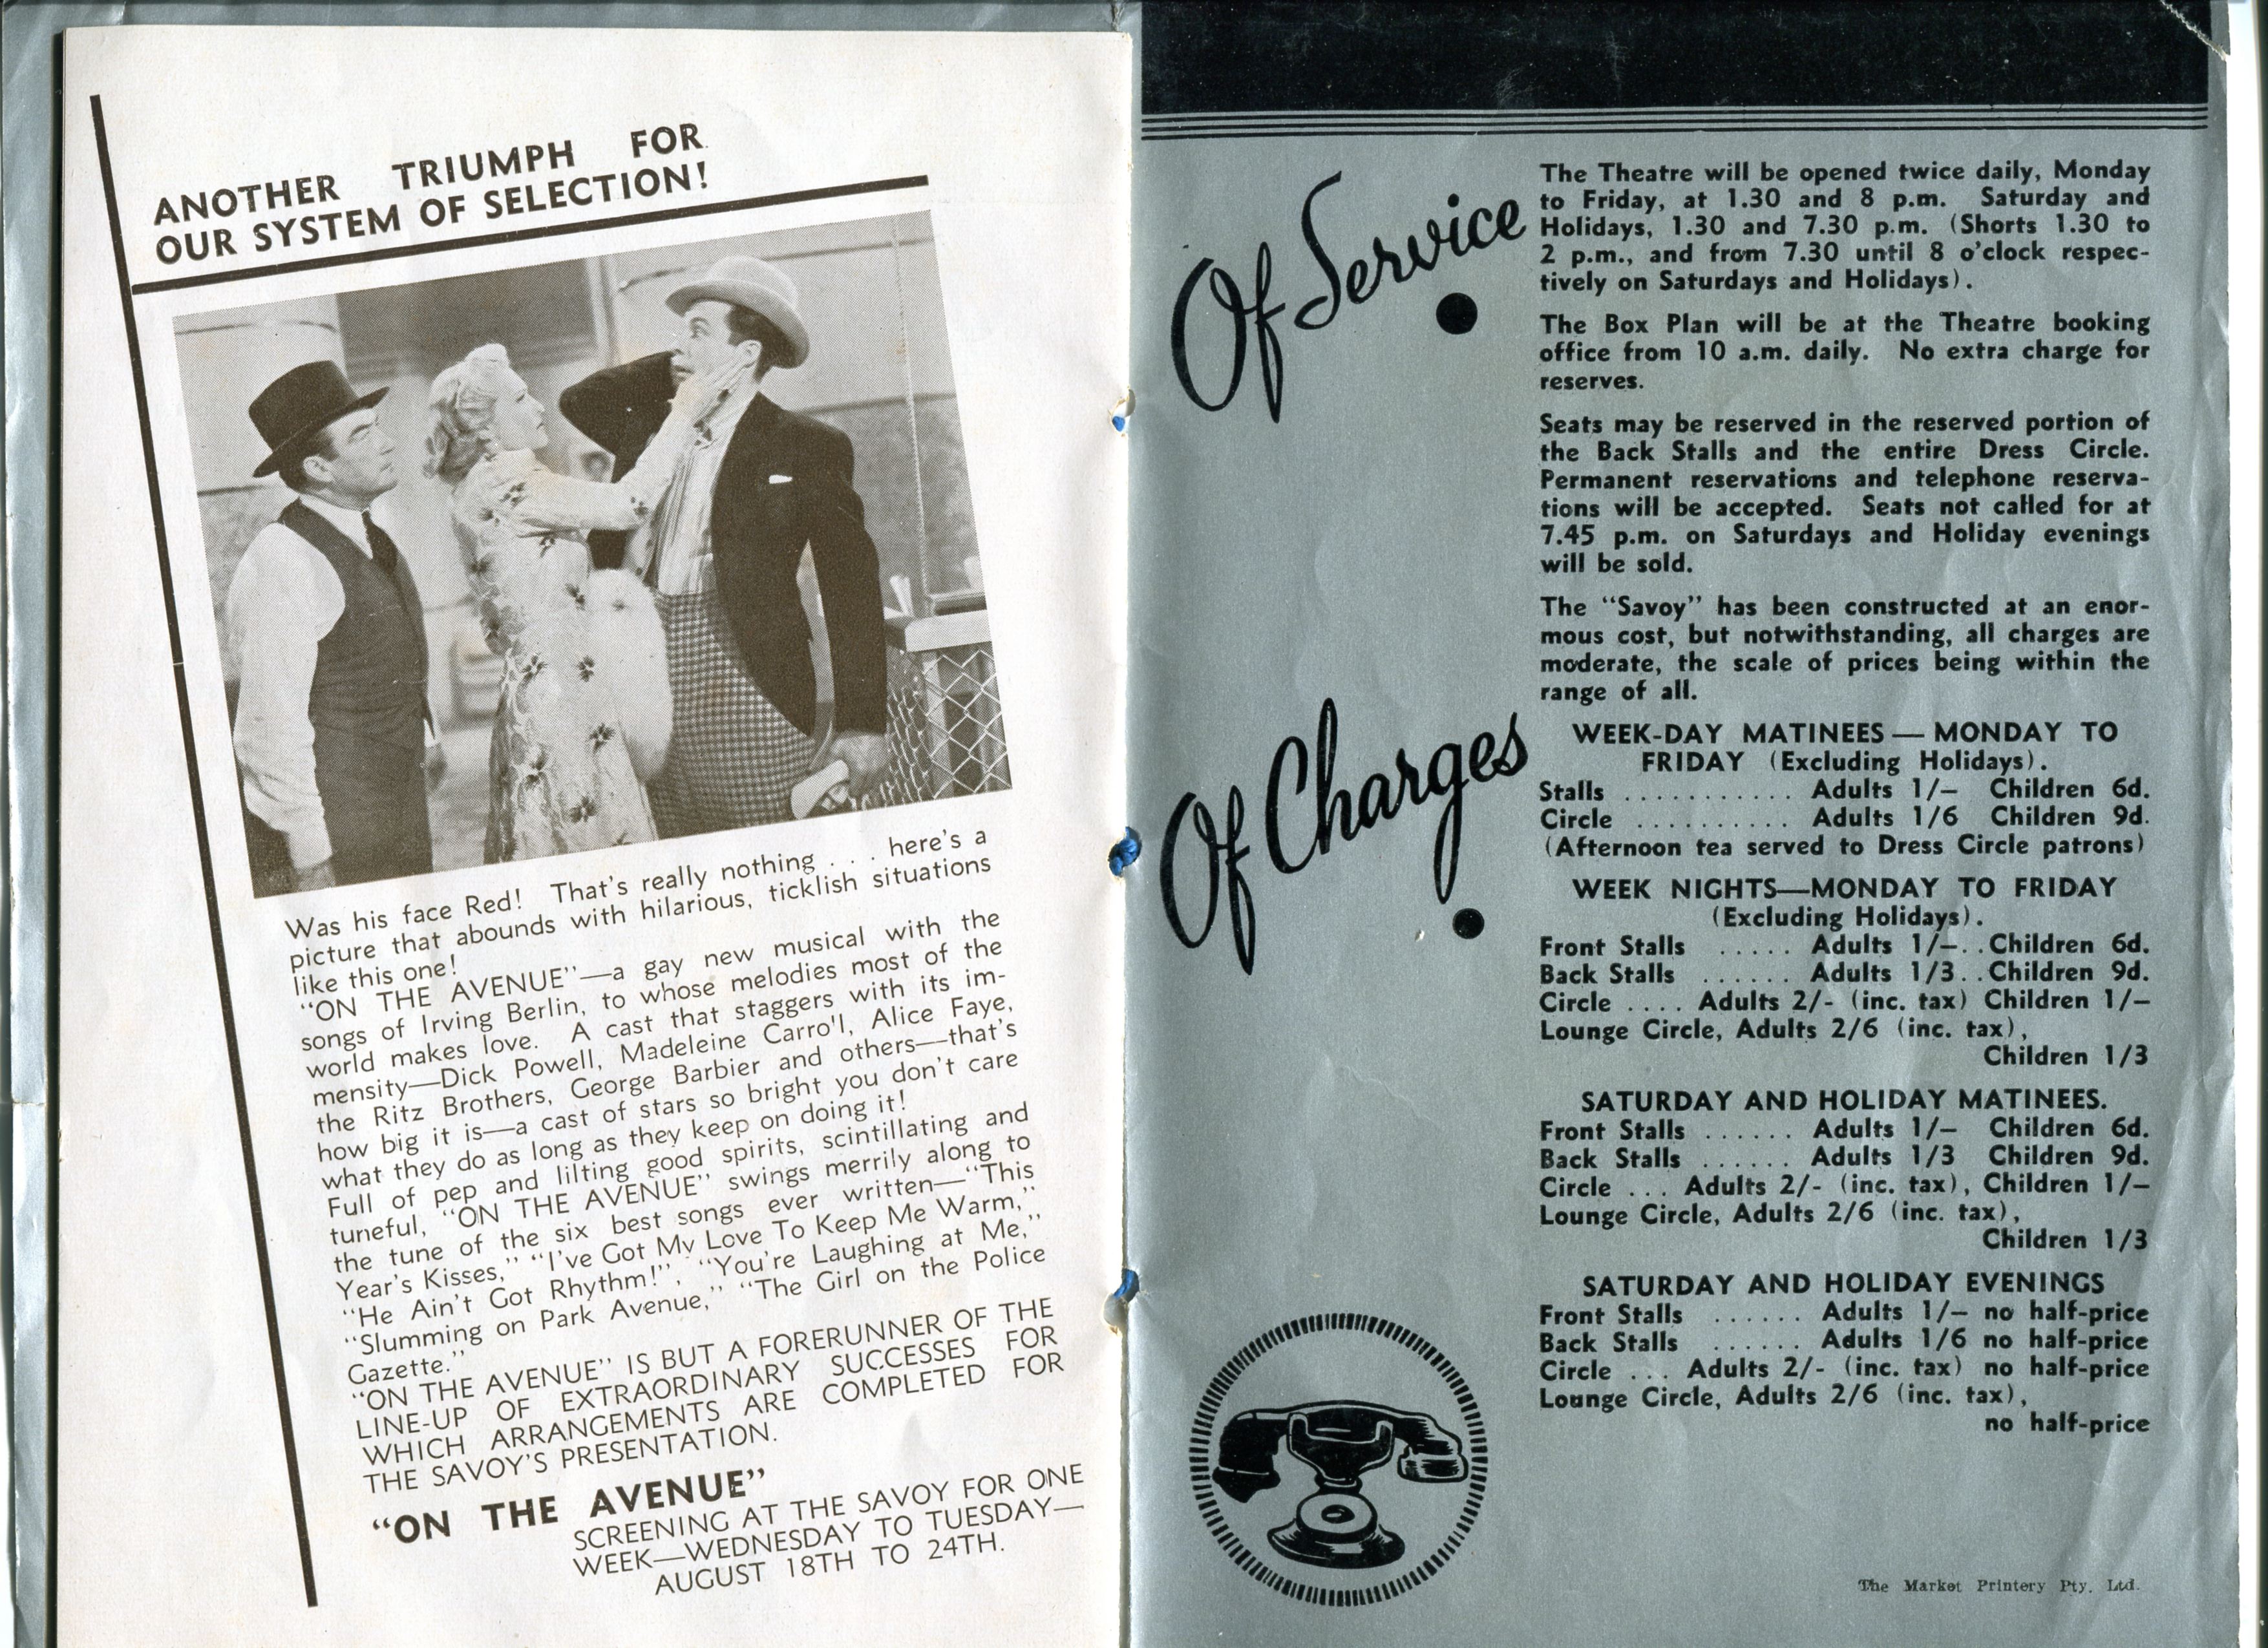 ANOTHER TRIUMPH FOR
OUR SYSTEM OF SELECTION!
Was his face Red! That's really nothing . . . here's a
picture that abounds with hilarious, ticklish situations
like this one!
"ON THE AVENUE"—a gay new musical with the
songs of Irving Berlin, to whose melodies most of the
world makes love. A cast that staggers with its im-
mensity—Dick Powell, Madeleine Carro'l, Alice Faye,
the Ritz Brothers, George Barbier and others—that's
how big it is—a cast of stars so bright you don't care
what they do as long as they keep on doing it!
Full of pep and lilting good spirits, scintillating and
tuneful, "ON THE AVENUE" swings merrily along to
the tune of the six best songs ever written—"This
Year's Kisses," "I've Got My Love To Keep Me Warm,"
"He Ain't Got Rhythm!", "You're Laughing at Me,"
"Slumming on Park Avenue," "The Girl on the Police
Gazette."
"ON THE AVENUE" IS BUT A FORERUNNER OF THE
LINE-UP OF EXTRAORDINARY SUCCESSES FOR
WHICH ARRANGEMENTS ARE COMPLETED FOR
THE SAVOY'S PRESENTATION.
"ON THE AVENUE"
SCREENING AT THE SAVOY FOR ONE
WEEK—WEDNESDAY TO TUESDAY—
AUGUST 18TH TO 24TH.
Of Service
The Theatre will be opened twice daily, Monday
to Friday, at 1.30 and 8 p.m. Saturday and
Holidays, 1.30 and 7.30 p.m. (Shorts 1.30 to
2 p.m., and from 7.30 until 8 o'clock respec-
tively on Saturdays and Holidays).
The Box Plan will be at the Theatre booking
office from 10 a.m. daily. No extra charge for
reserves.
Seats may be reserved in the reserved portion of
the Back Stalls and the entire Dress Circle.
Permanent reservations and telephone reserva-
tions will be accepted. Seats not called for at
7.45 p.m. on Saturdays and Holiday evenings
will be sold.
The "Savoy" has been constructed at an enor-
mous cost, but notwithstanding, all charges are
moderate, the scale of prices being within the
range of all.
Of Charges
WEEK-DAY MATINEES — MONDAY TO
FRIDAY (Excluding Holidays).
Stalls ........... Adults 1/– Children 6d.
Circle .......... Adults 1/6 Children 9d.
(Afternoon tea served to Dress Circle patrons)
WEEK NIGHTS—MONDAY TO FRIDAY
(Excluding Holidays).
Front Stalls ..... Adults 1/–.. Children 6d.
Back Stalls ...... Adults 1/3.. Children 9d.
Circle .... Adults 2/- (inc. tax) Children 1/–
Lounge Circle, Adults 2/6 (inc. tax),
Children 1/3
SATURDAY AND HOLIDAY MATINEES.
Front Stalls ...... Adults 1/– Children 6d.
Back Stalls ...... Adults 1/3 Children 9d.
Circle ... Adults 2/- (inc. tax), Children 1/–
Lounge Circle, Adults 2/6 (inc. tax),
Children 1/3
SATURDAY AND HOLIDAY EVENINGS
Front Stalls ...... Adults 1/– no half-price
Back Stalls ...... Adults 1/6 no half-price
Circle ... Adults 2/- (inc. tax) no half-price
Lounge Circle, Adults 2/6 (inc. tax),
no half-price
The Market Printery Pty. Ltd.